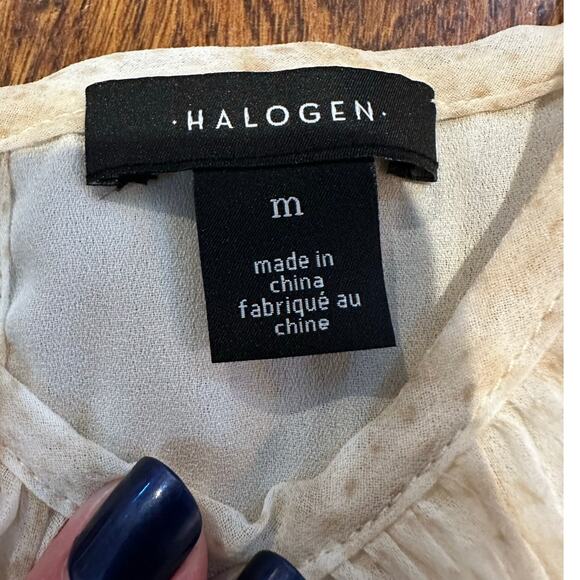 ·HALOGEN·
m
made in
china
fabriqué au
chine